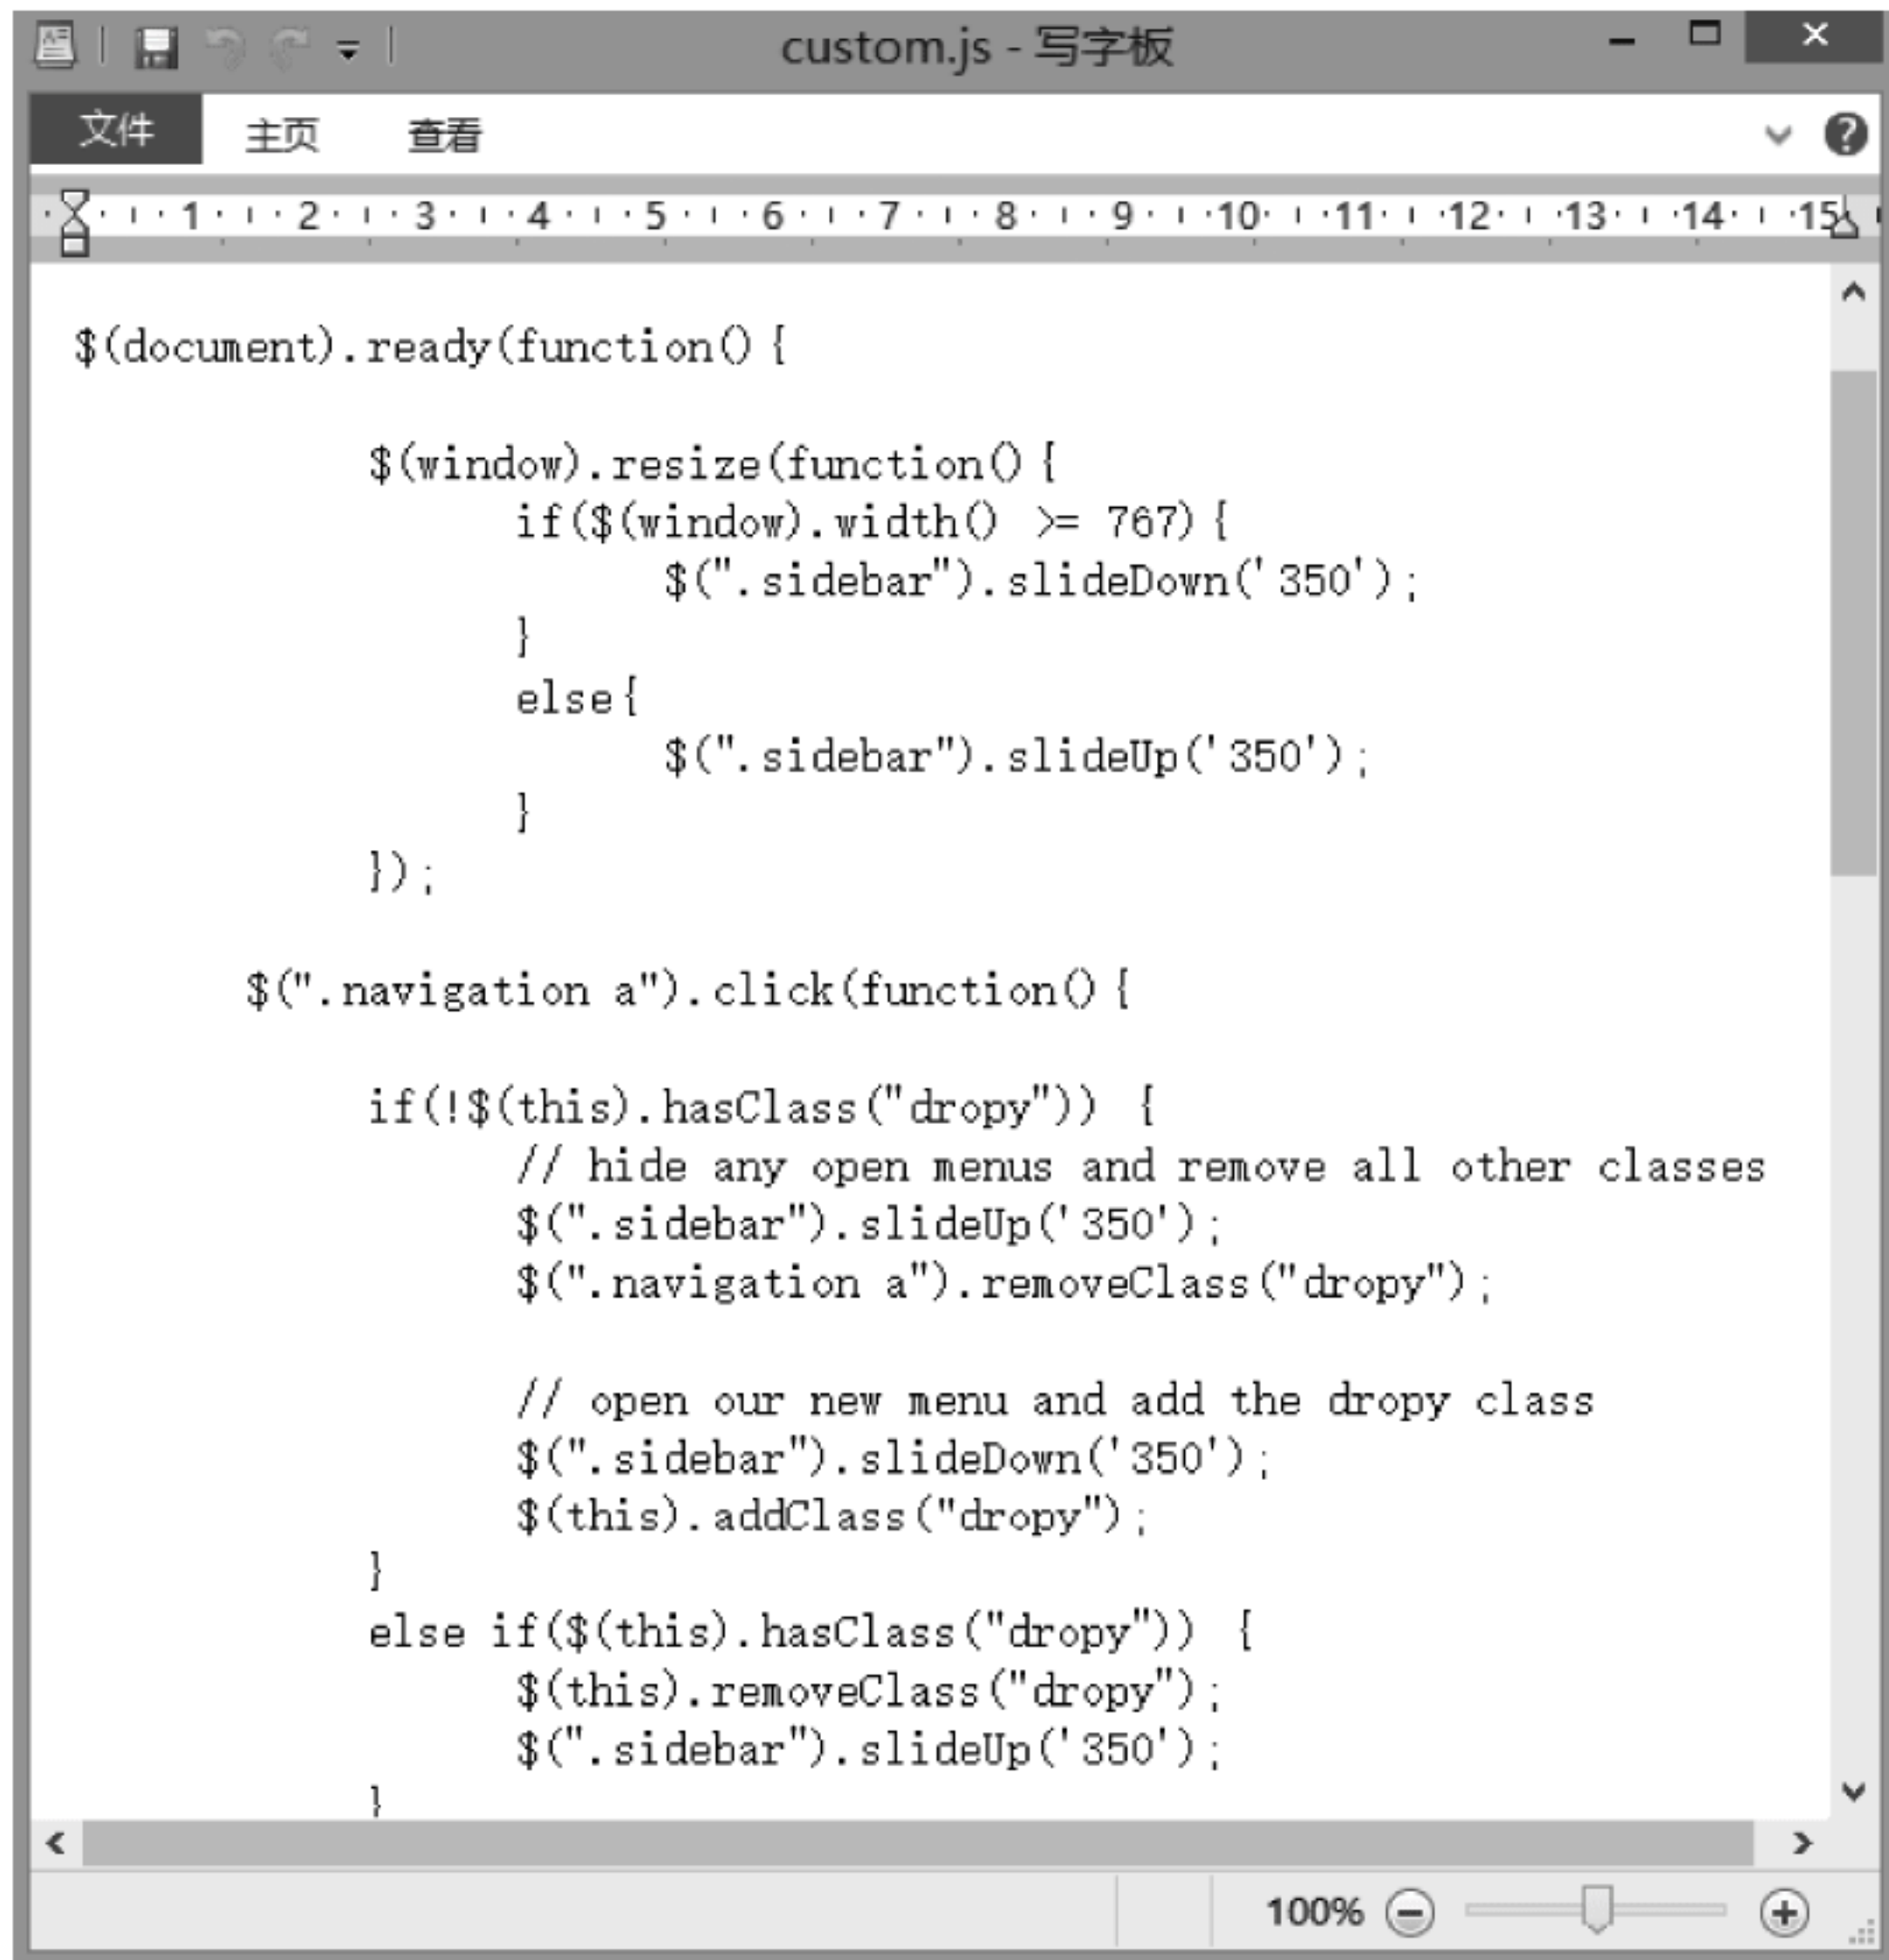 custom.js - 写字板
文件 主页 查看
1 2 3 4 5 6 7 8 9 10 11 12 13 14 15
$(document).ready(function(){
$(window).resize(function(){
if($(window).width() >= 767){
$(".sidebar").slideDown('350');
}
else{
$(".sidebar").slideUp('350');
}
});
$(".navigation a").click(function(){
if(!$(this).hasClass("dropy")) {
// hide any open menus and remove all other classes
$(".sidebar").slideUp('350');
$(".navigation a").removeClass("dropy");
// open our new menu and add the dropy class
$(".sidebar").slideDown('350');
$(this).addClass("dropy");
}
else if($(this).hasClass("dropy")) {
$(this).removeClass("dropy");
$(".sidebar").slideUp('350');
}
100%